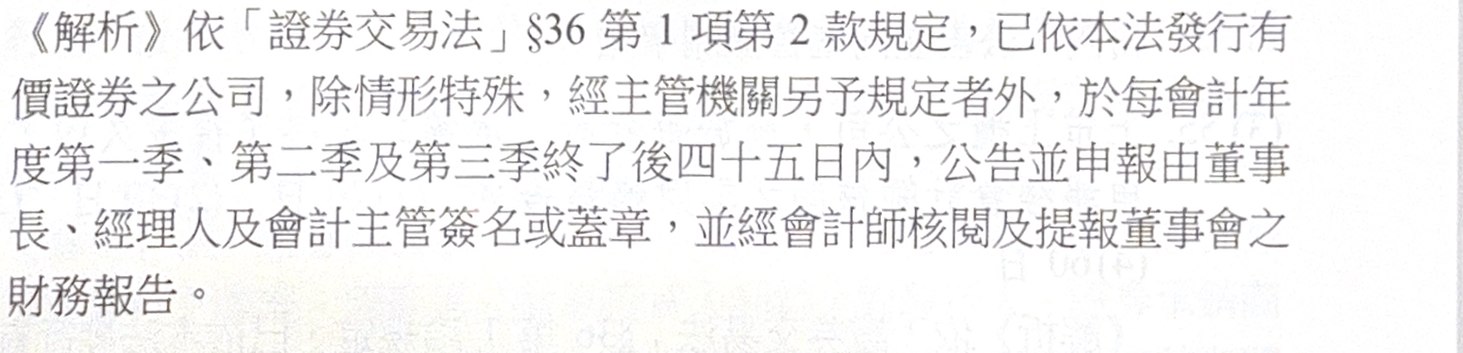 《解析》依「證券交易法」§36 第 1 項第 2 款規定，已依本法發行有
價證券之公司，除情形特殊，經主管機關另予規定者外，於每會計年
度第一季、第二季及第三季終了後四十五日內，公告並申報由董事
長、經理人及會計主管簽名或蓋章，並經會計師核閱及提報董事會之
財務報告。